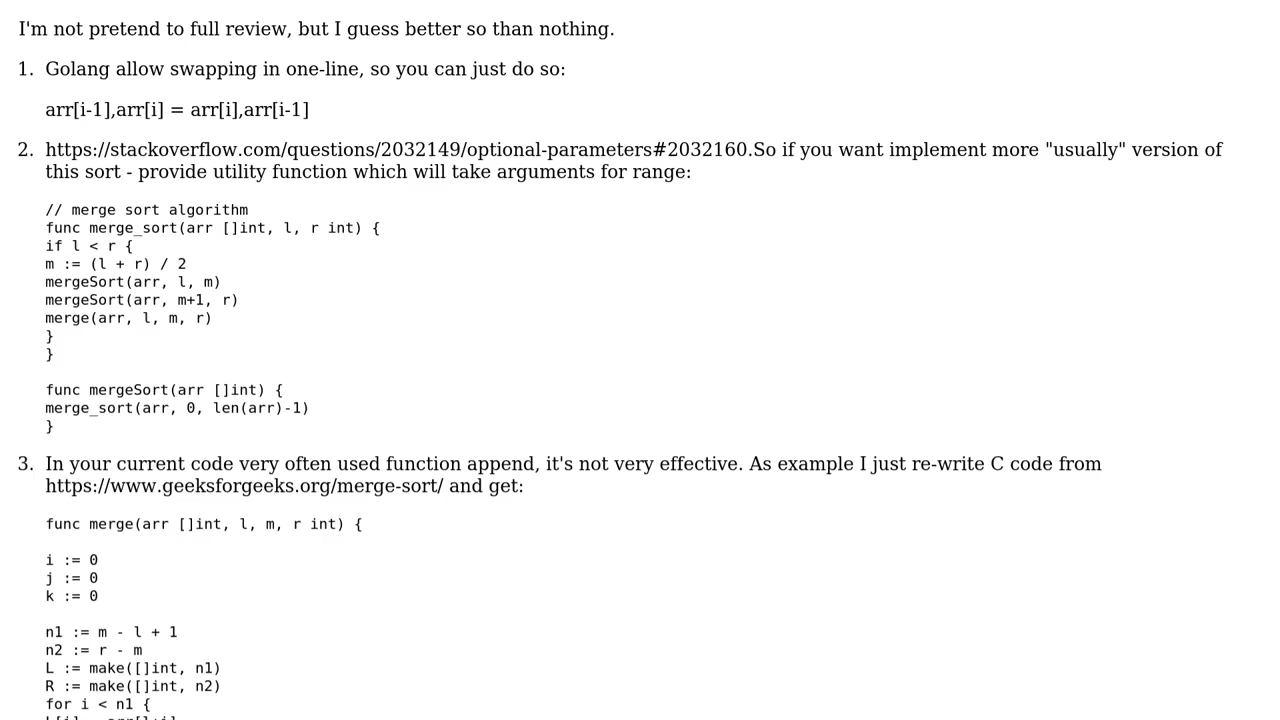 I'm not pretend to full review, but I guess better so than nothing.
1. Golang allow swapping in one-line, so you can just do so:
arr[i-1],arr[i] = arr[i],arr[i-1]
2. https://stackoverflow.com/questions/2032149/optional-parameters#2032160.So if you want implement more "usually" version of
this sort - provide utility function which will take arguments for range:
// merge sort algorithm
func merge_sort(arr []int, l, r int) {
if l < r {
m := (l + r) / 2
mergeSort(arr, l, m)
mergeSort(arr, m+1, r)
merge(arr, l, m, r)
}
}
func mergeSort(arr []int) {
merge_sort(arr, 0, len(arr)-1)
}
3. In your current code very often used function append, it's not very effective. As example I just re-write C code from
https://www.geeksforgeeks.org/merge-sort/ and get:
func merge(arr []int, l, m, r int) {
i := 0
j := 0
k := 0
n1 := m - l + 1
n2 := r - m
L := make([]int, n1)
R := make([]int, n2)
for i < n1 {